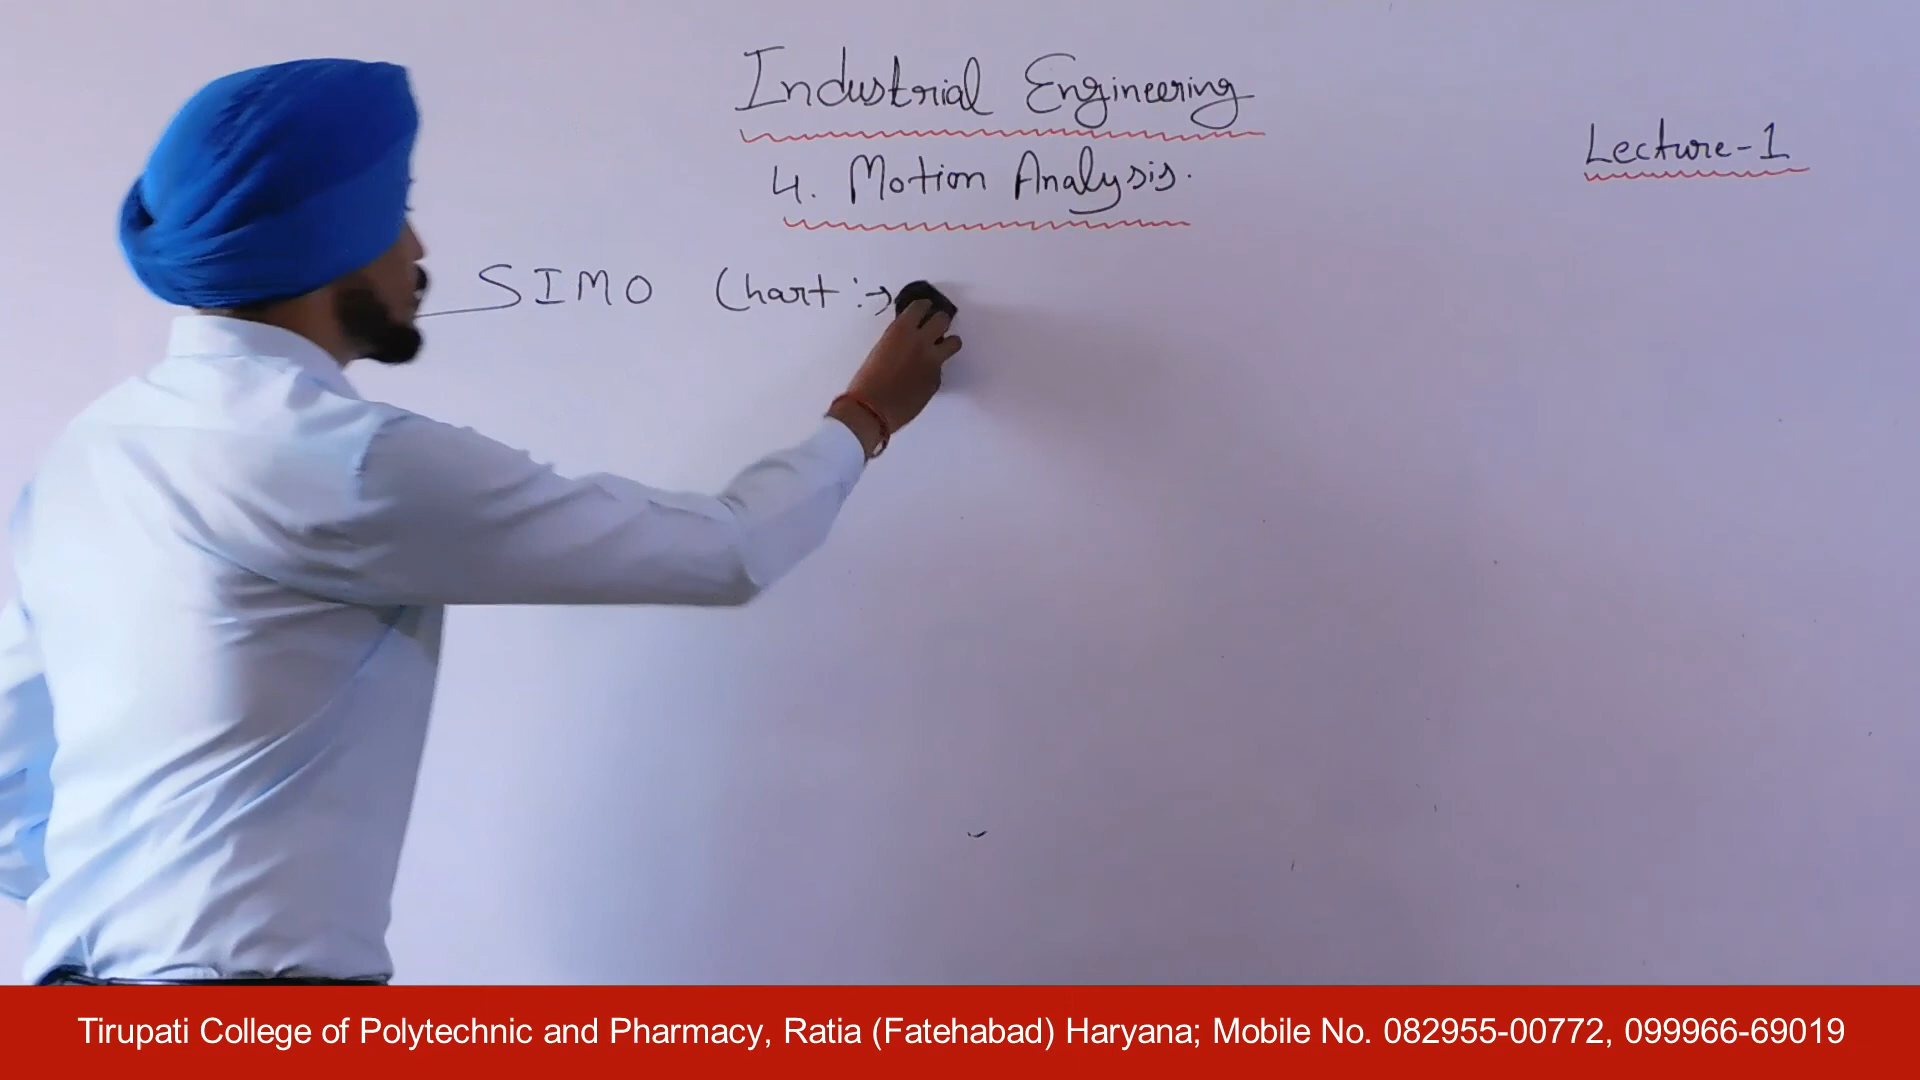 Industrial Engineering
Lecture-1
4. Motion Analysis.
SIMO Chart :→
Tirupati College of Polytechnic and Pharmacy, Ratia (Fatehabad) Haryana; Mobile No. 082955-00772, 099966-69019